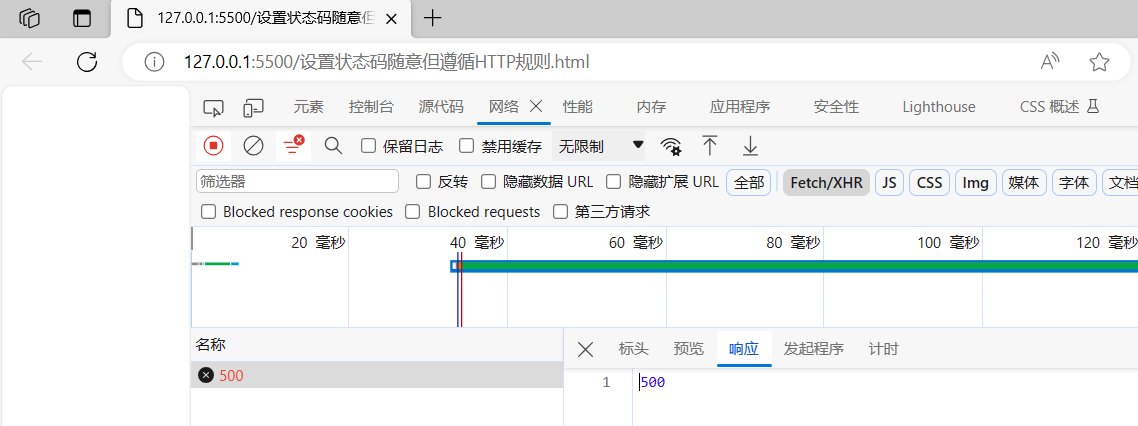 127.0.0.1:5500/设置状态码随意但
127.0.0.1:5500/设置状态码随意但遵循HTTP规则.html
元素 控制台 源代码 网络 性能 内存 应用程序 安全性 Lighthouse CSS 概述
保留日志 禁用缓存 无限制
筛选器 反转 隐藏数据 URL 隐藏扩展 URL 全部 Fetch/XHR JS CSS Img 媒体 字体 文档
Blocked response cookies Blocked requests 第三方请求
20 毫秒 40 毫秒 60 毫秒 80 毫秒 100 毫秒 120 毫秒
名称 标头 预览 响应 发起程序 计时
500 1 500